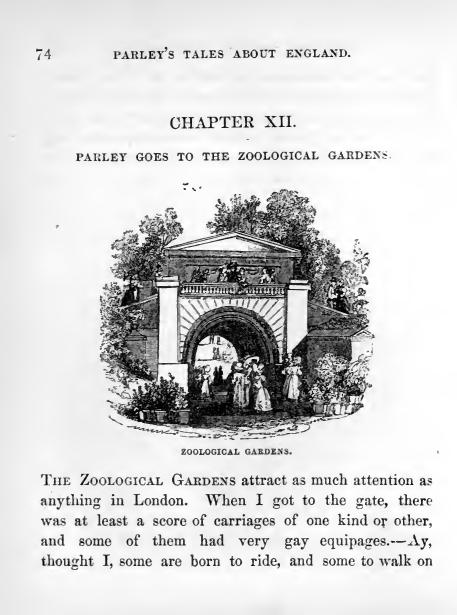 74 PARLEY'S TALES ABOUT ENGLAND.
CHAPTER XII.
PARLEY GOES TO THE ZOOLOGICAL GARDENS.
ZOOLOGICAL GARDENS.
THE ZOOLOGICAL GARDENS attract as much attention as
anything in London. When I got to the gate, there
was at least a score of carriages of one kind or other,
and some of them had very gay equipages.—Ay,
thought I, some are born to ride, and some to walk on